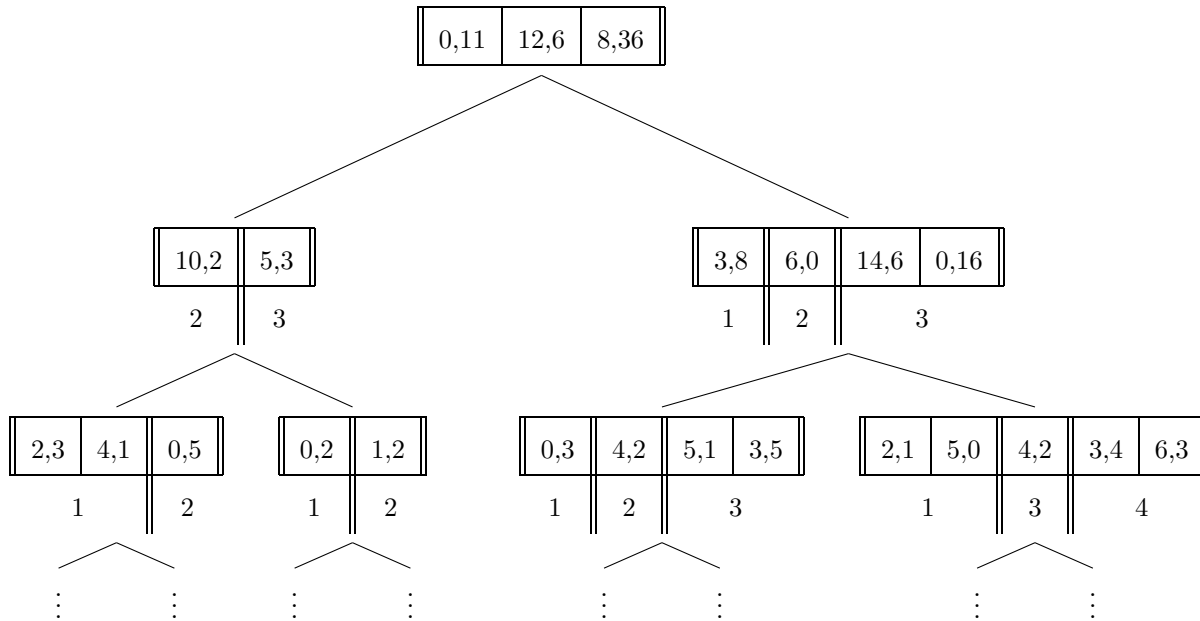 0,11 12,6 8,36
10,2 5,3 3,8 6,0 14,6 0,16
2 3 1 2 3
2,3 4,1 0,5 0,2 1,2 0,3 4,2 5,1 3,5 2,1 5,0 4,2 3,4 6,3
1 2 1 2 1 2 3 1 3 4
⋮ ⋮ ⋮ ⋮ ⋮ ⋮ ⋮ ⋮